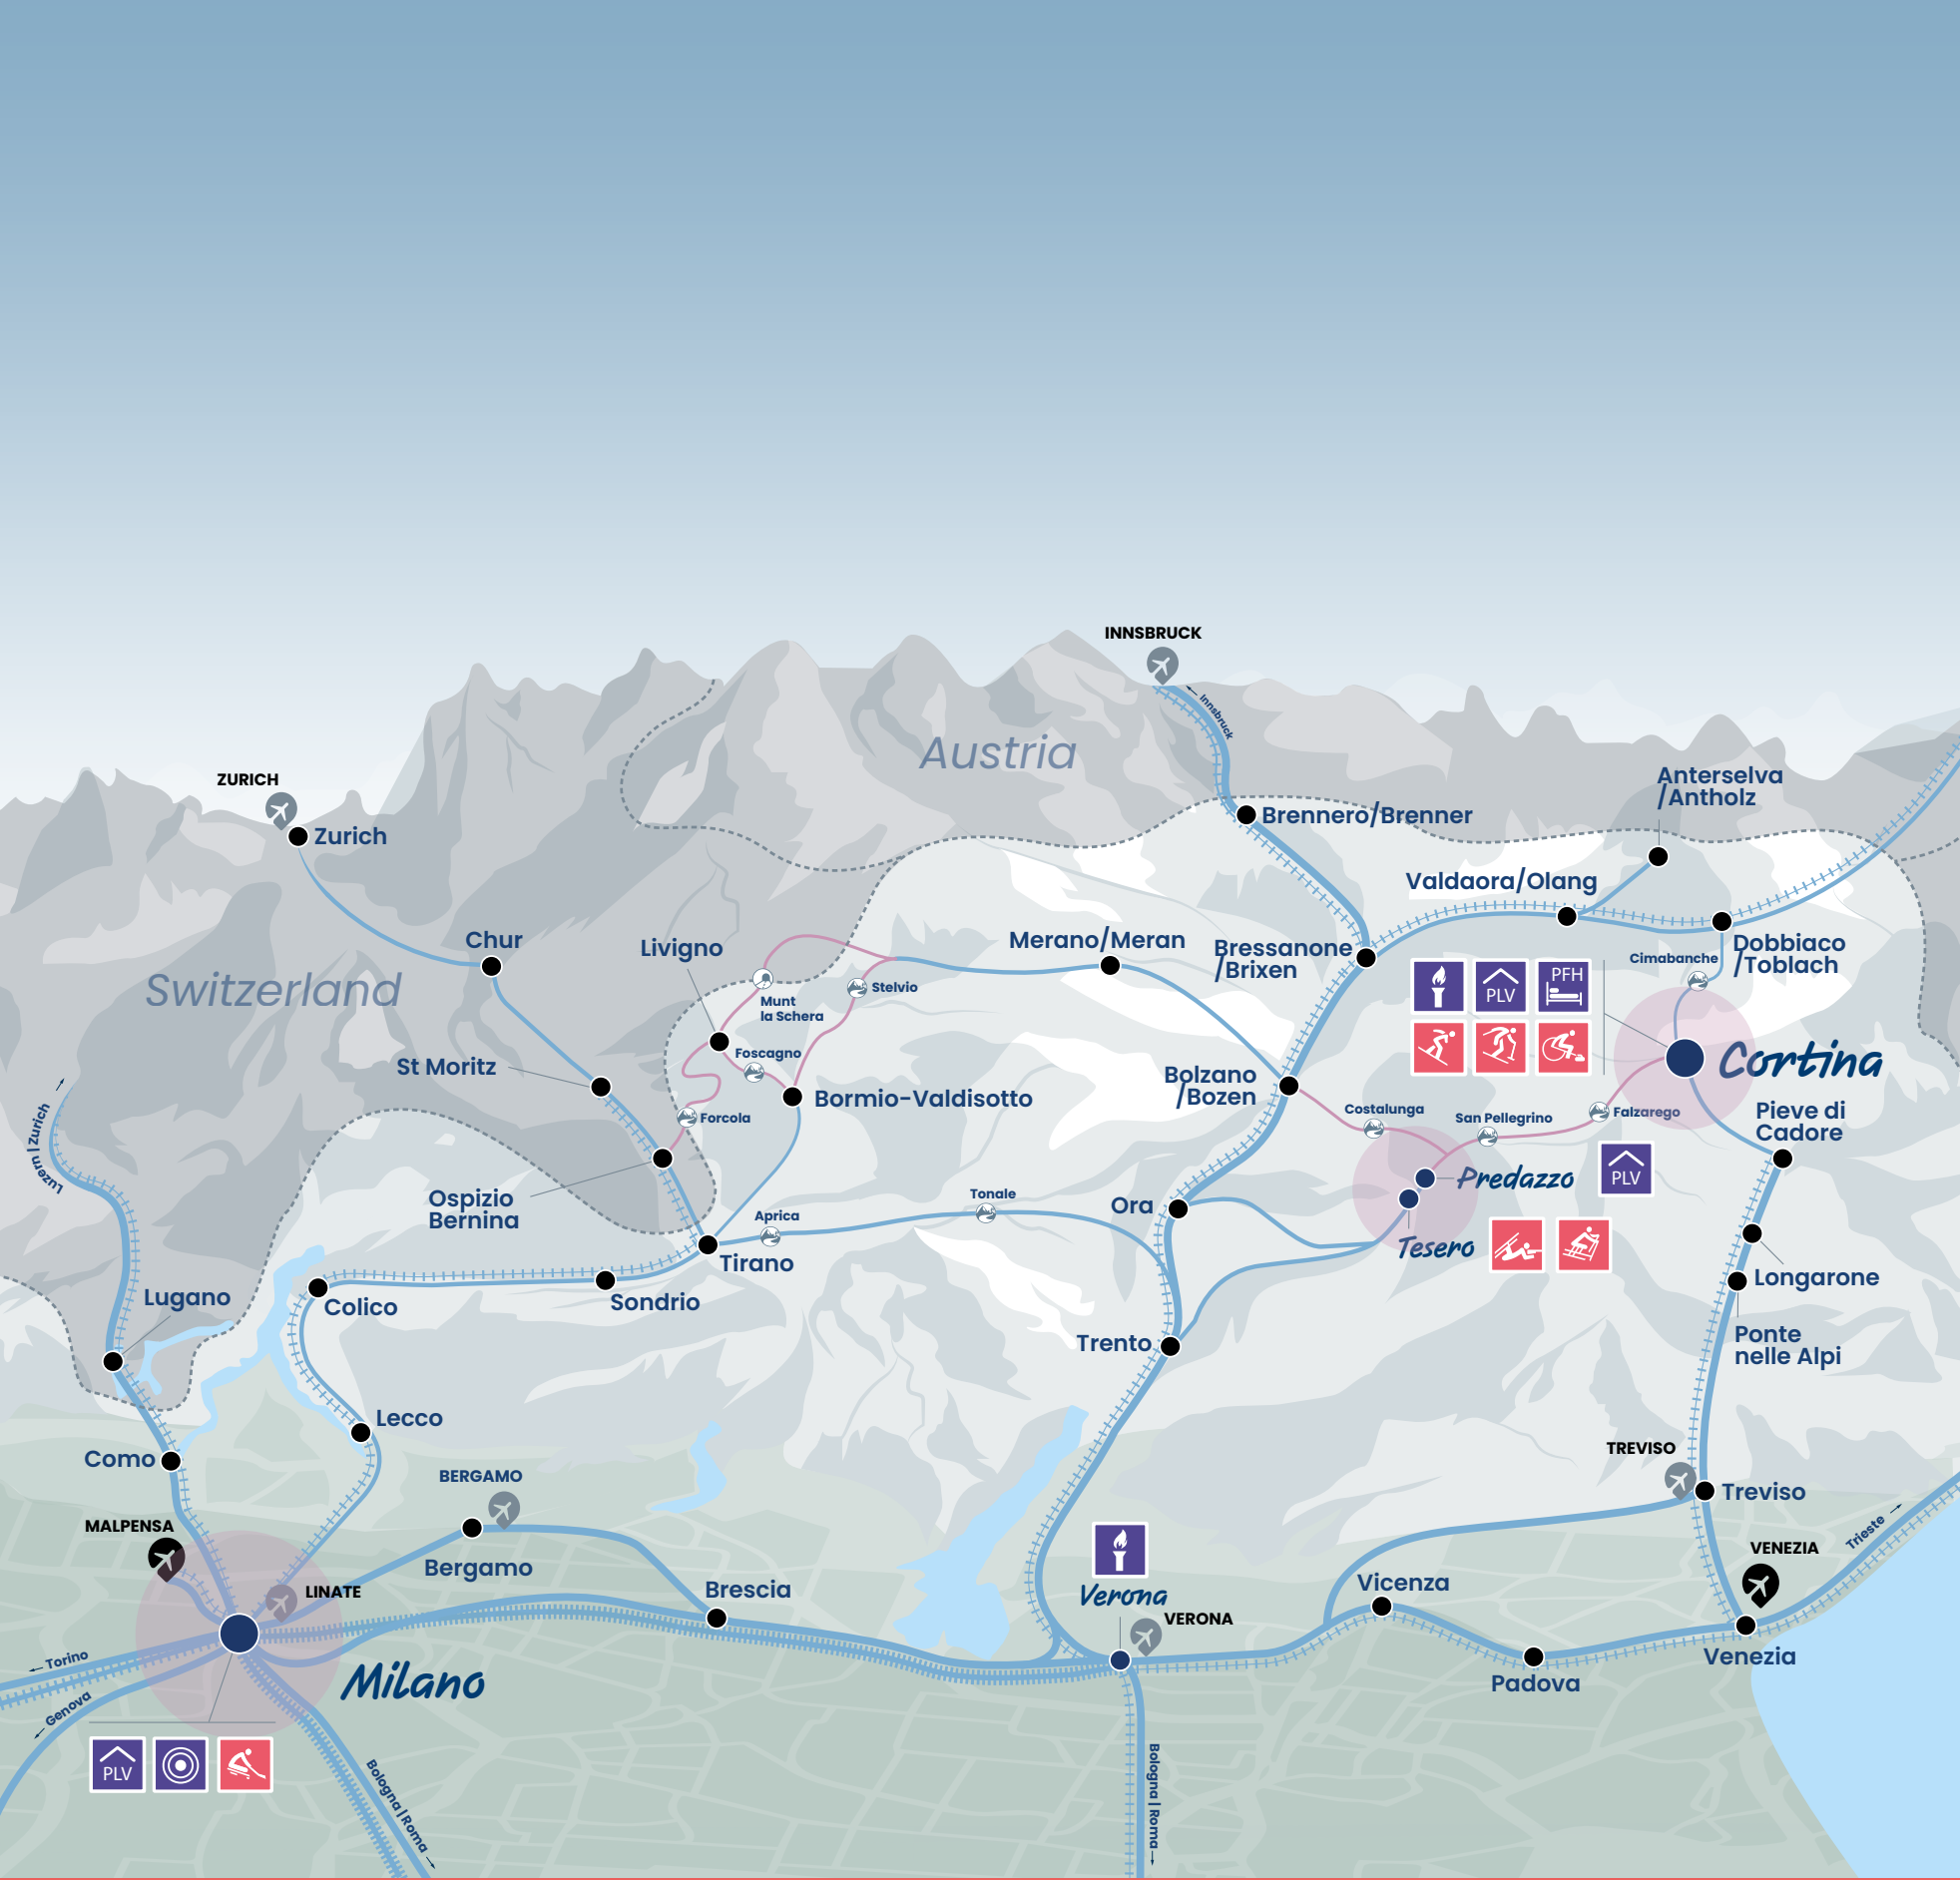 INNSBRUCK
Innsbruck
Austria
ZURICH
Zurich
Anterselva
/Antholz
Brennero/Brenner
Valdaora/Olang
Chur
Livigno
Merano/Meran
Bressanone
/Brixen
Dobbiaco
/Toblach
Cimabanche
Switzerland
Stelvio
Munt
la Schera
PLV
PFH
Foscagno
St Moritz
Cortina
Bolzano
/Bozen
Bormio-Valdisotto
Forcola
Costalunga
San Pellegrino
Falzarego
Pieve di
Cadore
Luzern | Zurich
Predazzo
PLV
Ospizio
Bernina
Tonale
Aprica
Ora
Tesero
Tirano
Longarone
Lugano
Colico
Sondrio
Trento
Ponte
nelle Alpi
Lecco
Como
TREVISO
BERGAMO
Treviso
MALPENSA
Trieste
VENEZIA
Bergamo
LINATE
Brescia
Verona
Vicenza
VERONA
Torino
Venezia
Milano
Padova
Genova
PLV
Bologna | Roma
Bologna | Roma